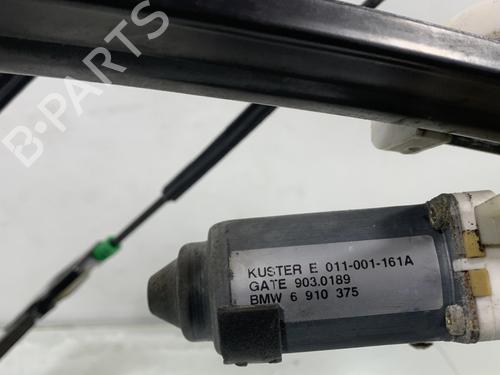 B-PARTS
KUSTER E 011-001-161A
GATE 903.0189
BMW 6 910 375